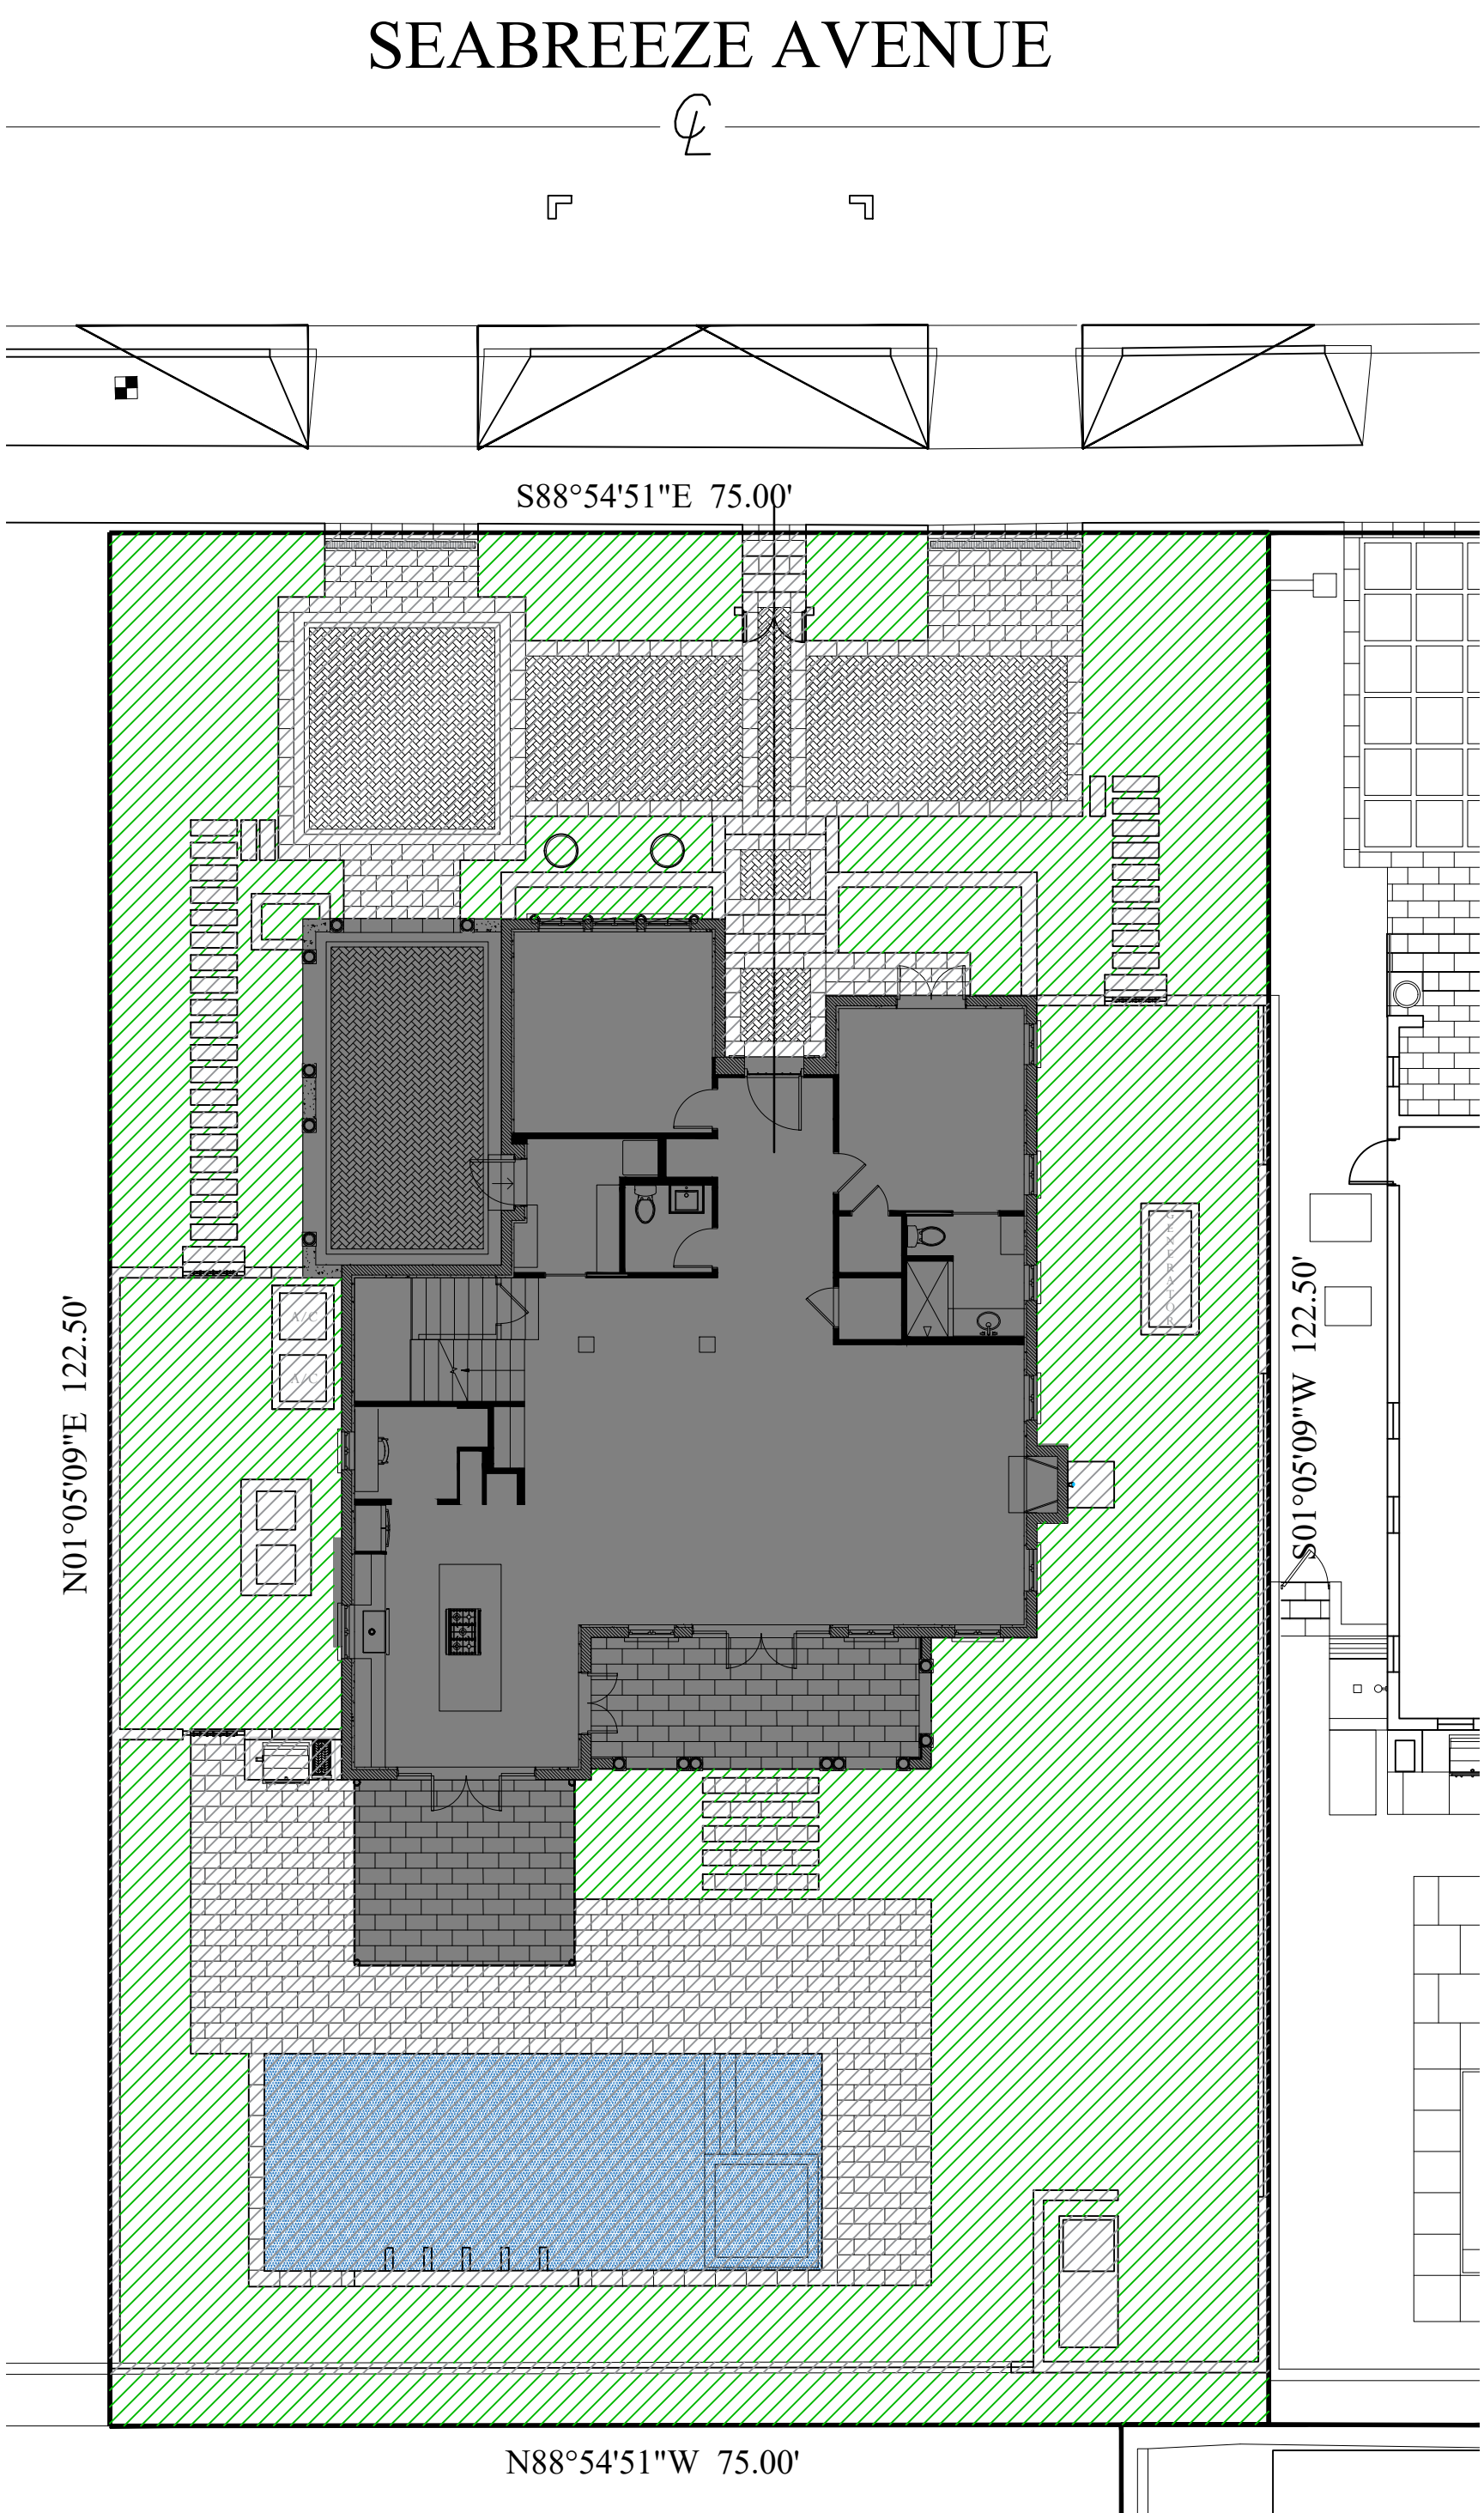 SEABREEZE AVENUE
S88°54'51"E 75.00'
GENERATOR
A/C
A/C
N01°05'09"E 122.50'
S01°05'09"W 122.50'
N88°54'51"W 75.00'